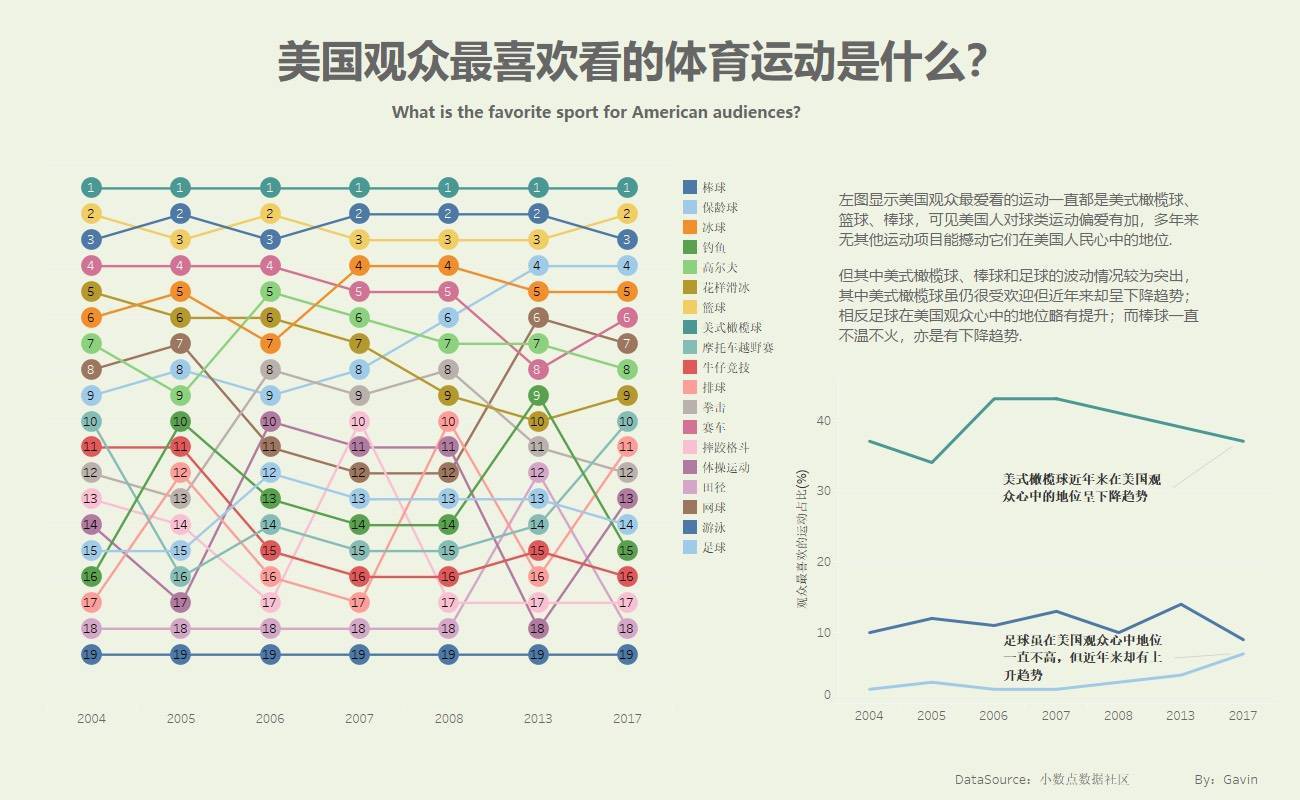 美国观众最喜欢看的体育运动是什么?
What is the favorite sport for American audiences?
1 1 1 1 1 1 1
2 2 2 2 2 2 2
3 3 3 3 3 3 3
4 4 4 4 4 4 4
5 5 5 5 5 5 5
6 6 6 6 6 6 6
7 7 7 7 7 7 7
8 8 8 8 8 8 8
9 9 9 9 9 9 9
10 10 10 10 10 10 10
11 11 11 11 11 11 11
12 12 12 12 12 12 12
13 13 13 13 13 13 13
14 14 14 14 14 14 14
15 15 15 15 15 15 15
16 16 16 16 16 16 16
17 17 17 17 17 17 17
18 18 18 18 18 18 18
19 19 19 19 19 19 19
2004 2005 2006 2007 2008 2013 2017
棒球
保龄球
冰球
钓鱼
高尔夫
花样滑冰
篮球
美式橄榄球
摩托车越野赛
牛仔竞技
排球
拳击
赛车
摔跤格斗
体操运动
田径
网球
游泳
足球
左图显示美国观众最爱看的运动一直都是美式橄榄球、
篮球、棒球，可见美国人对球类运动偏爱有加，多年来
无其他运动项目能撼动它们在美国人民心中的地位.
但其中美式橄榄球、棒球和足球的波动情况较为突出，
其中美式橄榄球虽仍很受欢迎但近年来却呈下降趋势；
相反足球在美国观众心中的地位略有提升；而棒球一直
不温不火，亦是有下降趋势.
观众最喜欢的运动占比(%)
40
30
20
10
0
美式橄榄球近年来在美国观
众心中的地位呈下降趋势
足球虽在美国观众心中地位
一直不高，但近年来却有上
升趋势
2004 2005 2006 2007 2008 2013 2017
DataSource：小数点数据社区
By：Gavin